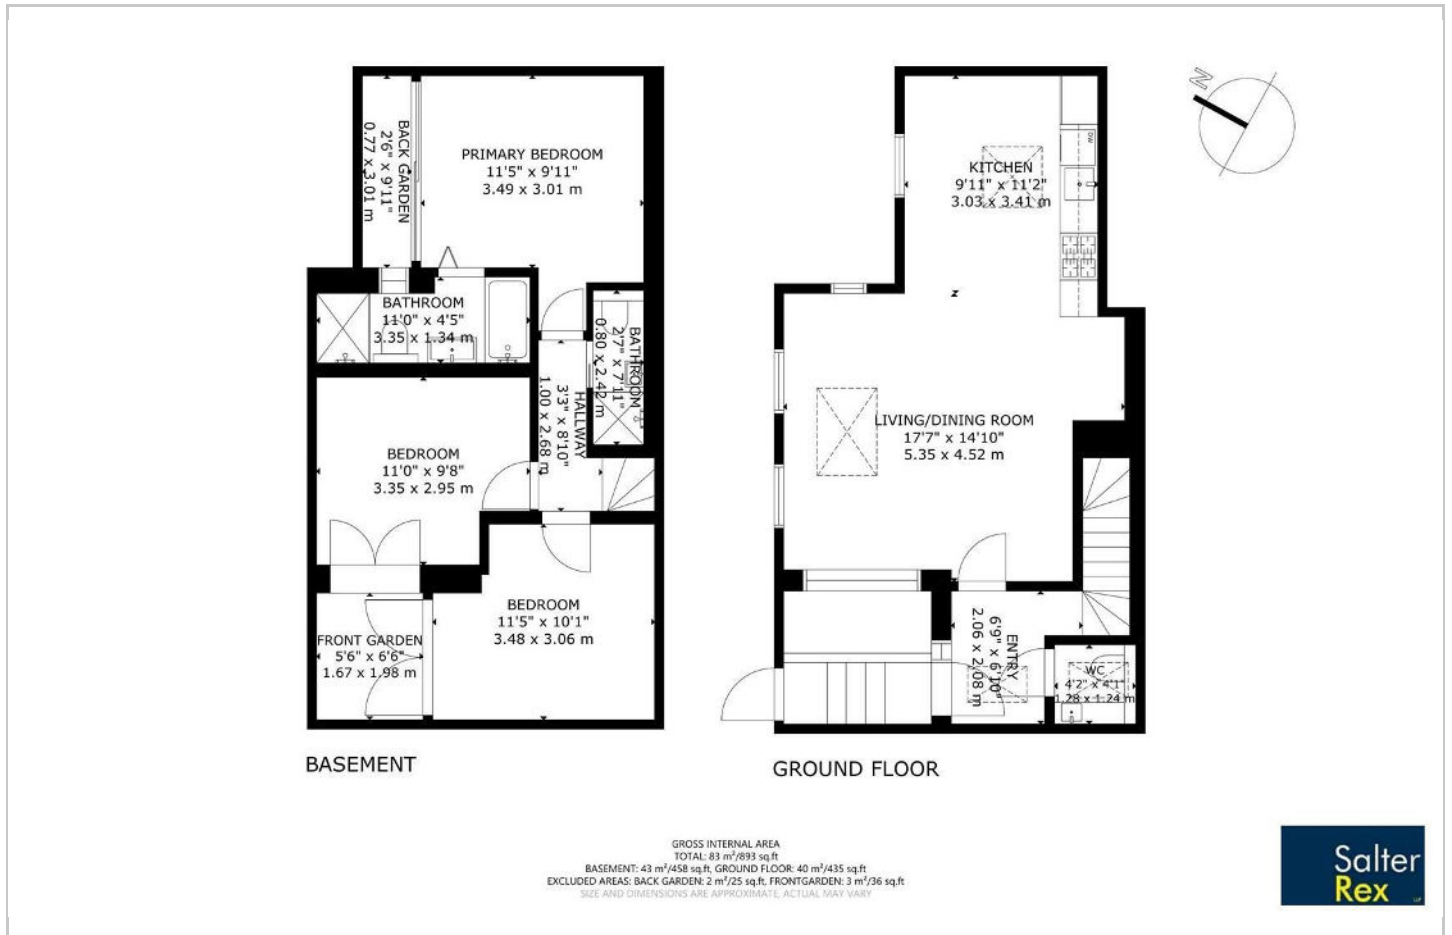 N
BACK GARDEN
2'6" x 9'11"
0.77 x 3.01 m
PRIMARY BEDROOM
11'5" x 9'11"
3.49 x 3.01 m
BATHROOM
11'0" x 4'5"
3.35 x 1.34 m
BATHROOM
2'7" x 7'11"
0.80 x 2.42 m
HALLWAY
3'3" x 8'10"
1.00 x 2.68 m
BEDROOM
11'0" x 9'8"
3.35 x 2.95 m
BEDROOM
11'5" x 10'1"
3.48 x 3.06 m
FRONT GARDEN
5'6" x 6'6"
1.67 x 1.98 m
BASEMENT
DW
KITCHEN
9'11" x 11'2"
3.03 x 3.41 m
z
LIVING/DINING ROOM
17'7" x 14'10"
5.35 x 4.52 m
ENTRY
6'9" x 6'10"
2.06 x 2.08 m
WC
4'2" x 4'1"
1.28 x 1.24 m
GROUND FLOOR
GROSS INTERNAL AREA
TOTAL: 83 m²/893 sq.ft
BASEMENT: 43 m²/458 sq.ft, GROUND FLOOR: 40 m²/435 sq.ft
EXCLUDED AREAS: BACK GARDEN: 2 m²/25 sq.ft, FRONTGARDEN: 3 m²/36 sq.ft
SIZE AND DIMENSIONS ARE APPROXIMATE, ACTUAL MAY VARY
Salter
Rex
LLP